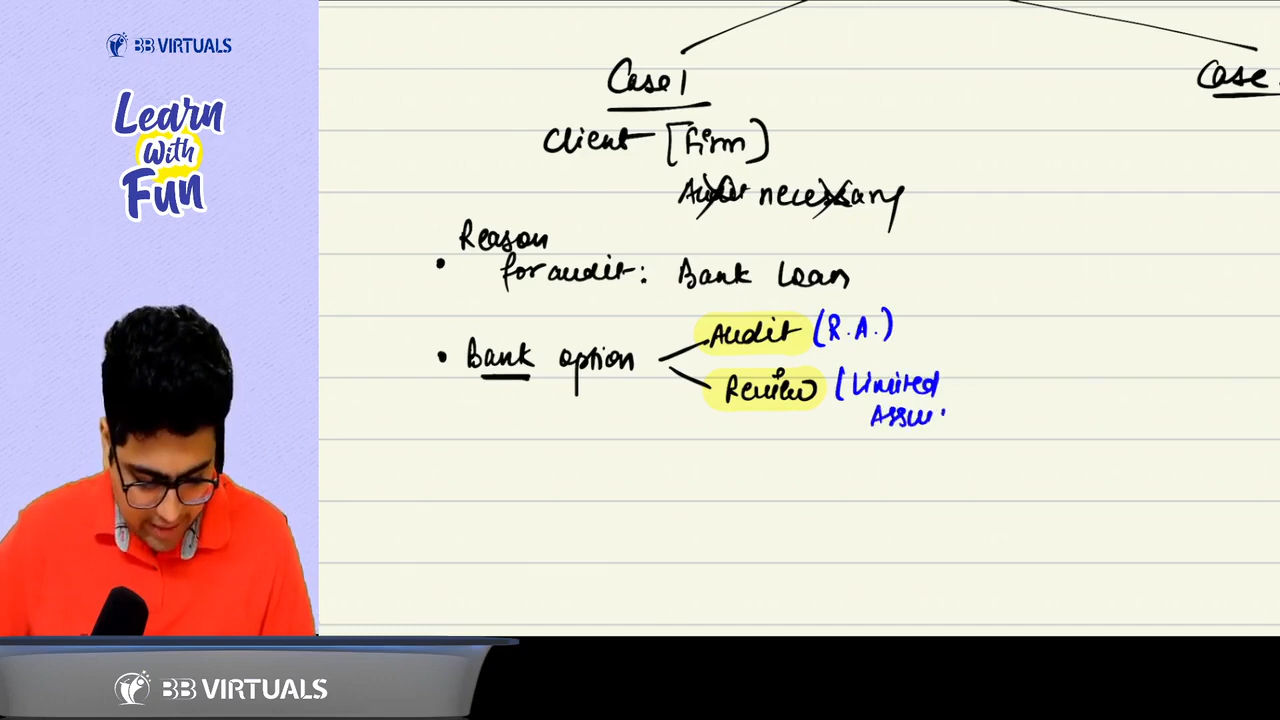 BB VIRTUALS
Learn
With
Fun
Case 1
Case
Client [Firm)
Audit necessary
Reason
• for audit: Bank Loan
• Bank option
Audit (R.A.)
Review (Limited
Assu
BB VIRTUALS